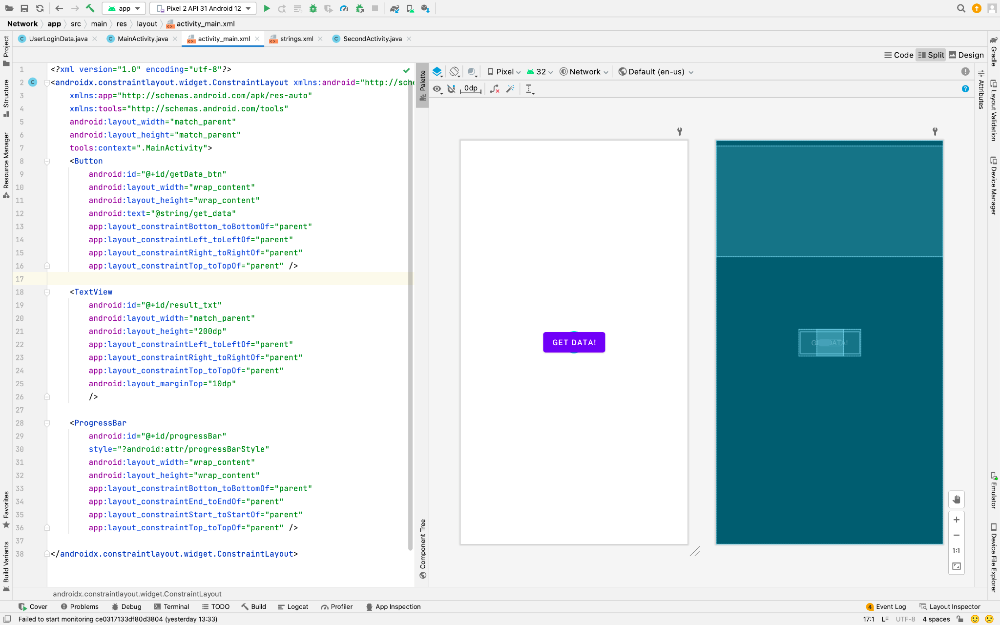 app
Pixel 2 API 31 Android 12
Network
app
src
main
res
layout
activity_main.xml
UserLoginData.java
MainActivity.java
activity_main.xml
strings.xml
SecondActivity.java
Code
Split
Design
Project
Structure
Resource Manager
Favorites
Build Variants
1 <?xml version="1.0" encoding="utf-8"?>
2 <androidx.constraintlayout.widget.ConstraintLayout xmlns:android="http://sche
3 xmlns:app="http://schemas.android.com/apk/res-auto"
4 xmlns:tools="http://schemas.android.com/tools"
5 android:layout_width="match_parent"
6 android:layout_height="match_parent"
7 tools:context=".MainActivity">
8 <Button
9 android:id="@+id/getData_btn"
10 android:layout_width="wrap_content"
11 android:layout_height="wrap_content"
12 android:text="@string/get_data"
13 app:layout_constraintBottom_toBottomOf="parent"
14 app:layout_constraintLeft_toLeftOf="parent"
15 app:layout_constraintRight_toRightOf="parent"
16 app:layout_constraintTop_toTopOf="parent" />
17
18 <TextView
19 android:id="@+id/result_txt"
20 android:layout_width="match_parent"
21 android:layout_height="200dp"
22 app:layout_constraintLeft_toLeftOf="parent"
23 app:layout_constraintRight_toRightOf="parent"
24 app:layout_constraintTop_toTopOf="parent"
25 android:layout_marginTop="10dp"
26 />
27
28 <ProgressBar
29 android:id="@+id/progressBar"
30 style="?android:attr/progressBarStyle"
31 android:layout_width="wrap_content"
32 android:layout_height="wrap_content"
33 app:layout_constraintBottom_toBottomOf="parent"
34 app:layout_constraintEnd_toEndOf="parent"
35 app:layout_constraintStart_toStartOf="parent"
36 app:layout_constraintTop_toTopOf="parent" />
37
38 </androidx.constraintlayout.widget.ConstraintLayout>
Palette
Component Tree
Pixel
32
Network
Default (en-us)
0dp
GET DATA!
1:1
Attributes
Gradle
Layout Validation
Device Manager
Emulator
Device File Explorer
androidx.constraintlayout.widget.ConstraintLayout
Cover
Problems
Debug
Terminal
TODO
Build
Logcat
Profiler
App Inspection
4 Event Log
Layout Inspector
Failed to start monitoring ce0317133df80d3804 (yesterday 13:33)
17:1
LF
UTF-8
4 spaces